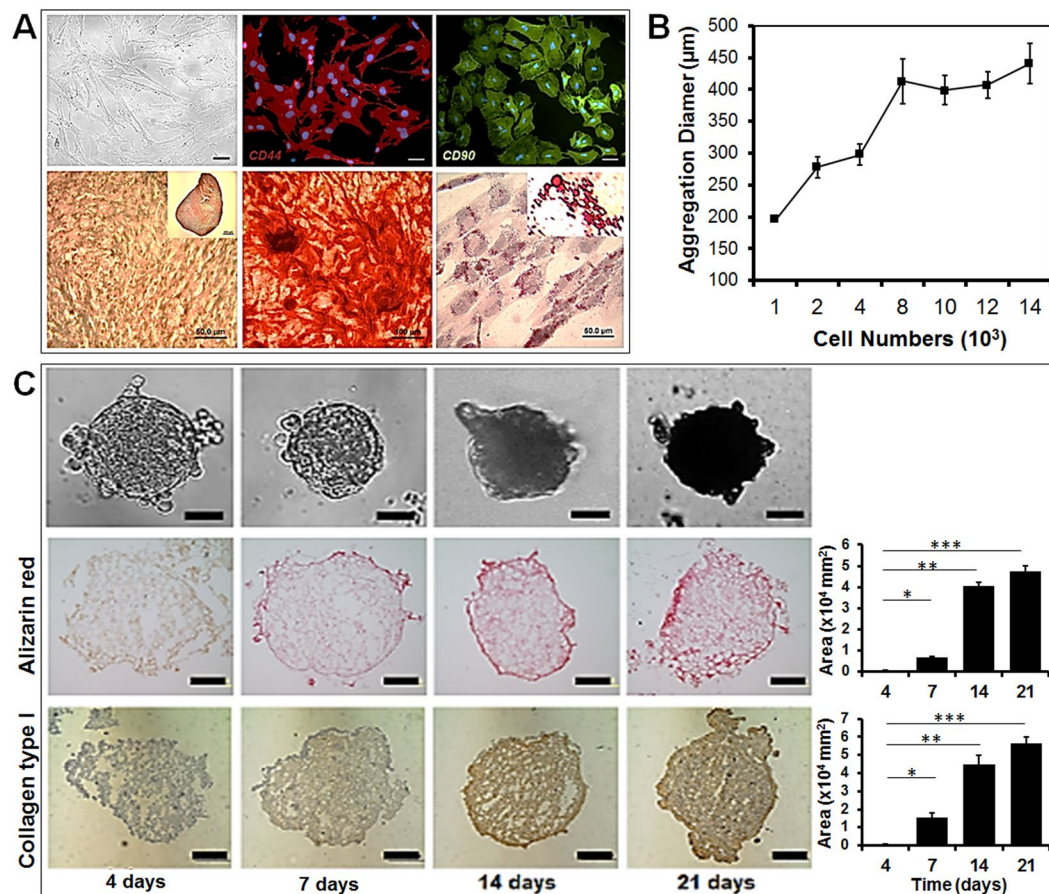 A
CD44
CD90
50.0 µm
100 µm
50.0 µm
B
Aggregation Diamer (µm)
500
450
400
350
300
250
200
150
100
1 2 4 8 10 12 14
Cell Numbers (10³)
C
Alizarin red
Area (x10⁴ mm²)
6
5
4
3
2
1
0
*
**
***
4 7 14 21
Collagen type I
Area (x10⁴ mm²)
7
6
5
4
3
2
1
0
*
**
***
4 7 14 21
Time (days)
4 days 7 days 14 days 21 days